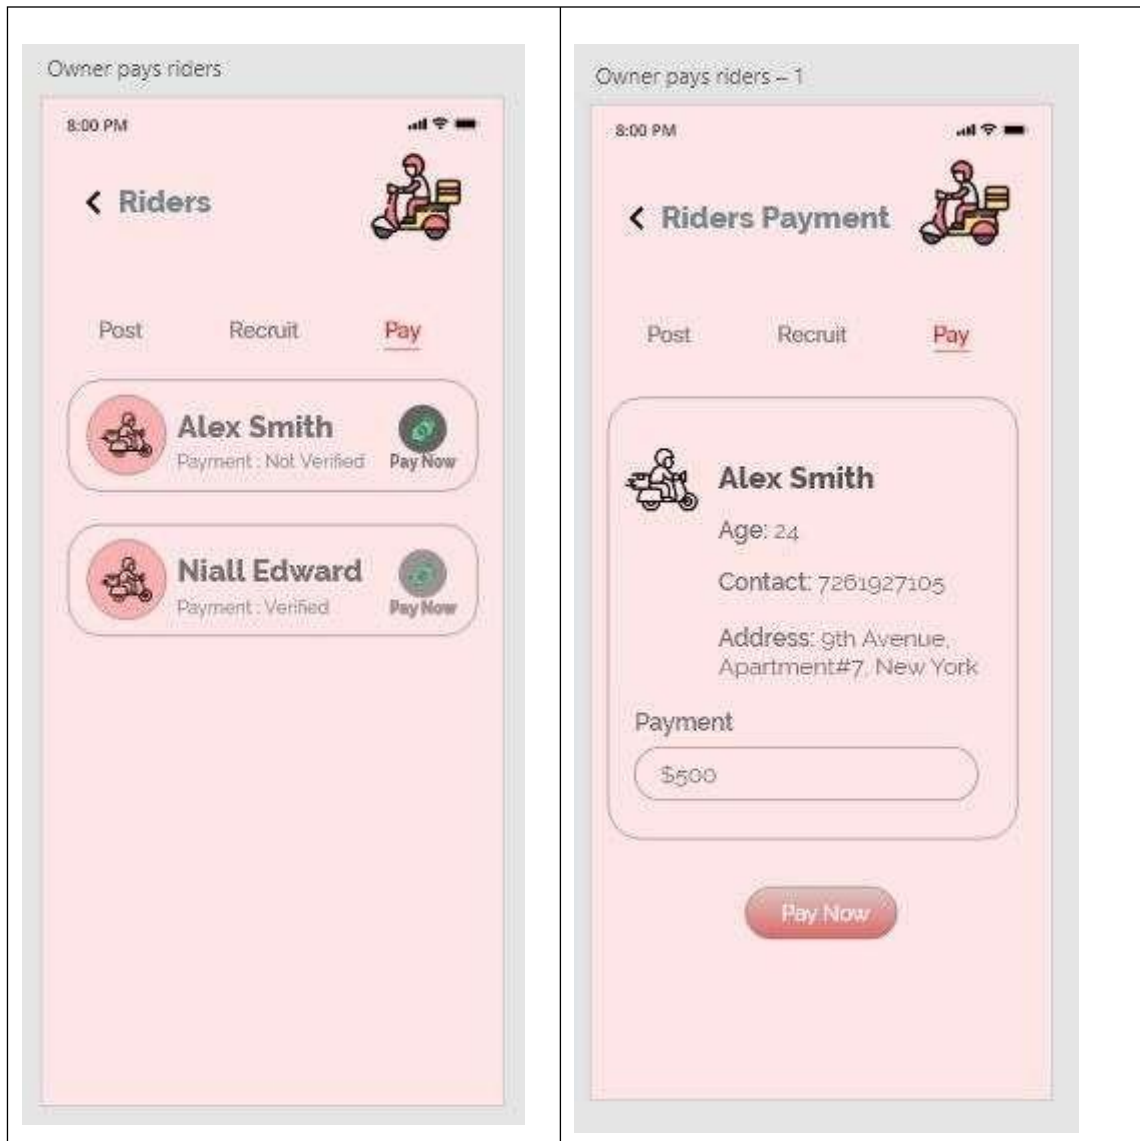 Owner pays riders
8:00 PM
Riders
Post Recruit Pay
Alex Smith
Payment : Not Verified
Pay Now
Niall Edward
Payment : Verified
Pay Now
Owner pays riders – 1
8:00 PM
Riders Payment
Post Recruit Pay
Alex Smith
Age: 24
Contact: 7261927105
Address: 9th Avenue,
Apartment#7, New York
Payment
$500
Pay Now